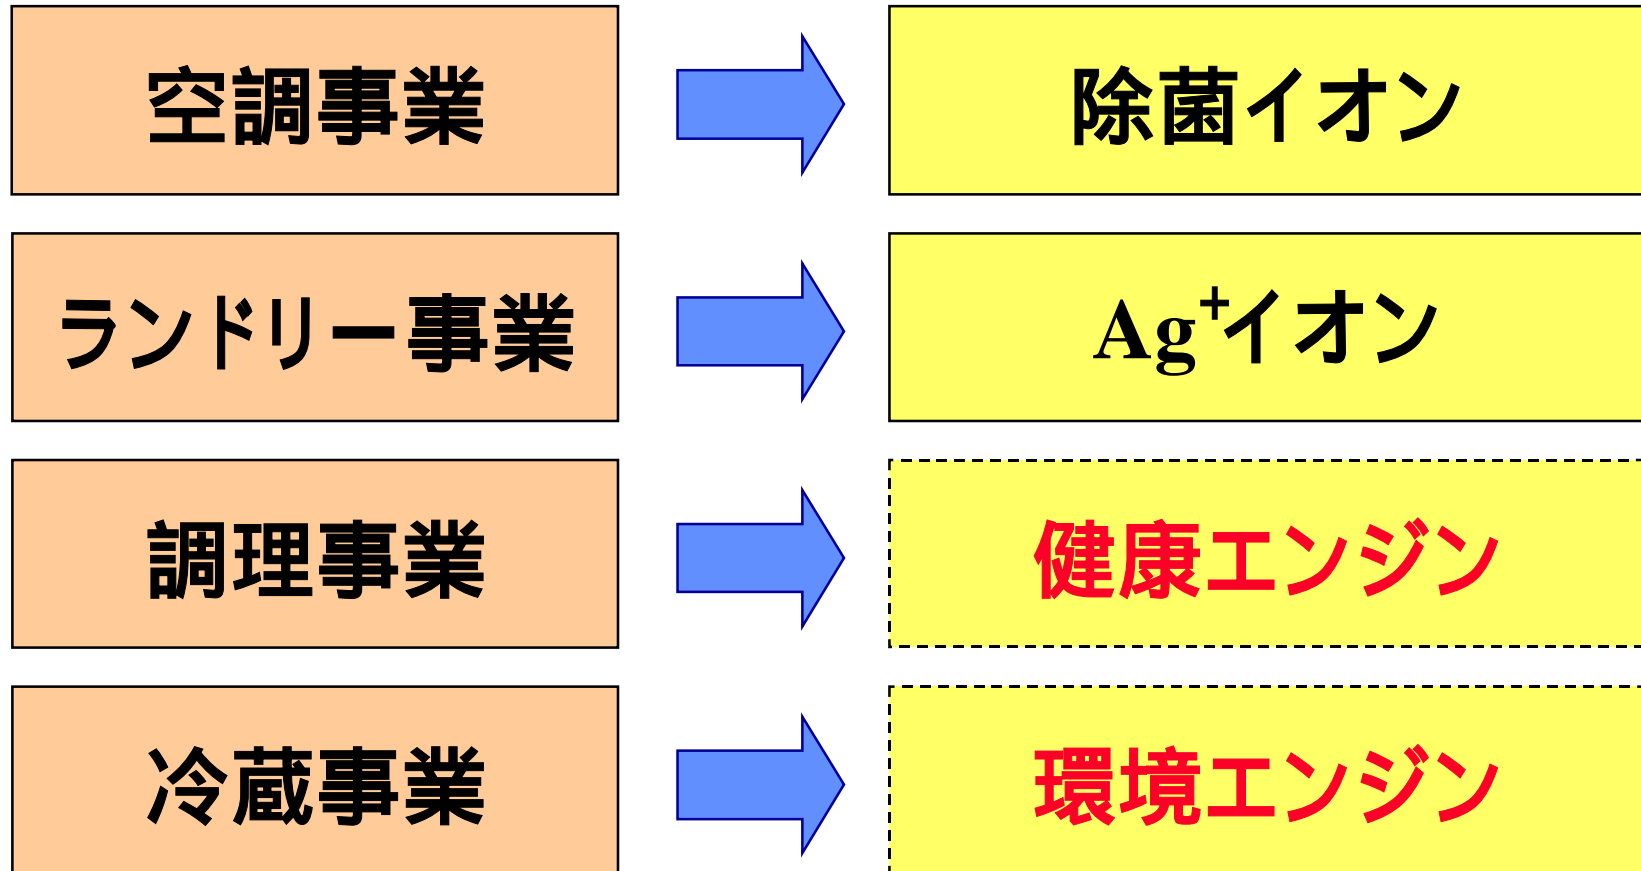 空調事業
除菌イオン
ランドリー事業
Ag⁺イオン
調理事業
健康エンジン
冷蔵事業
環境エンジン